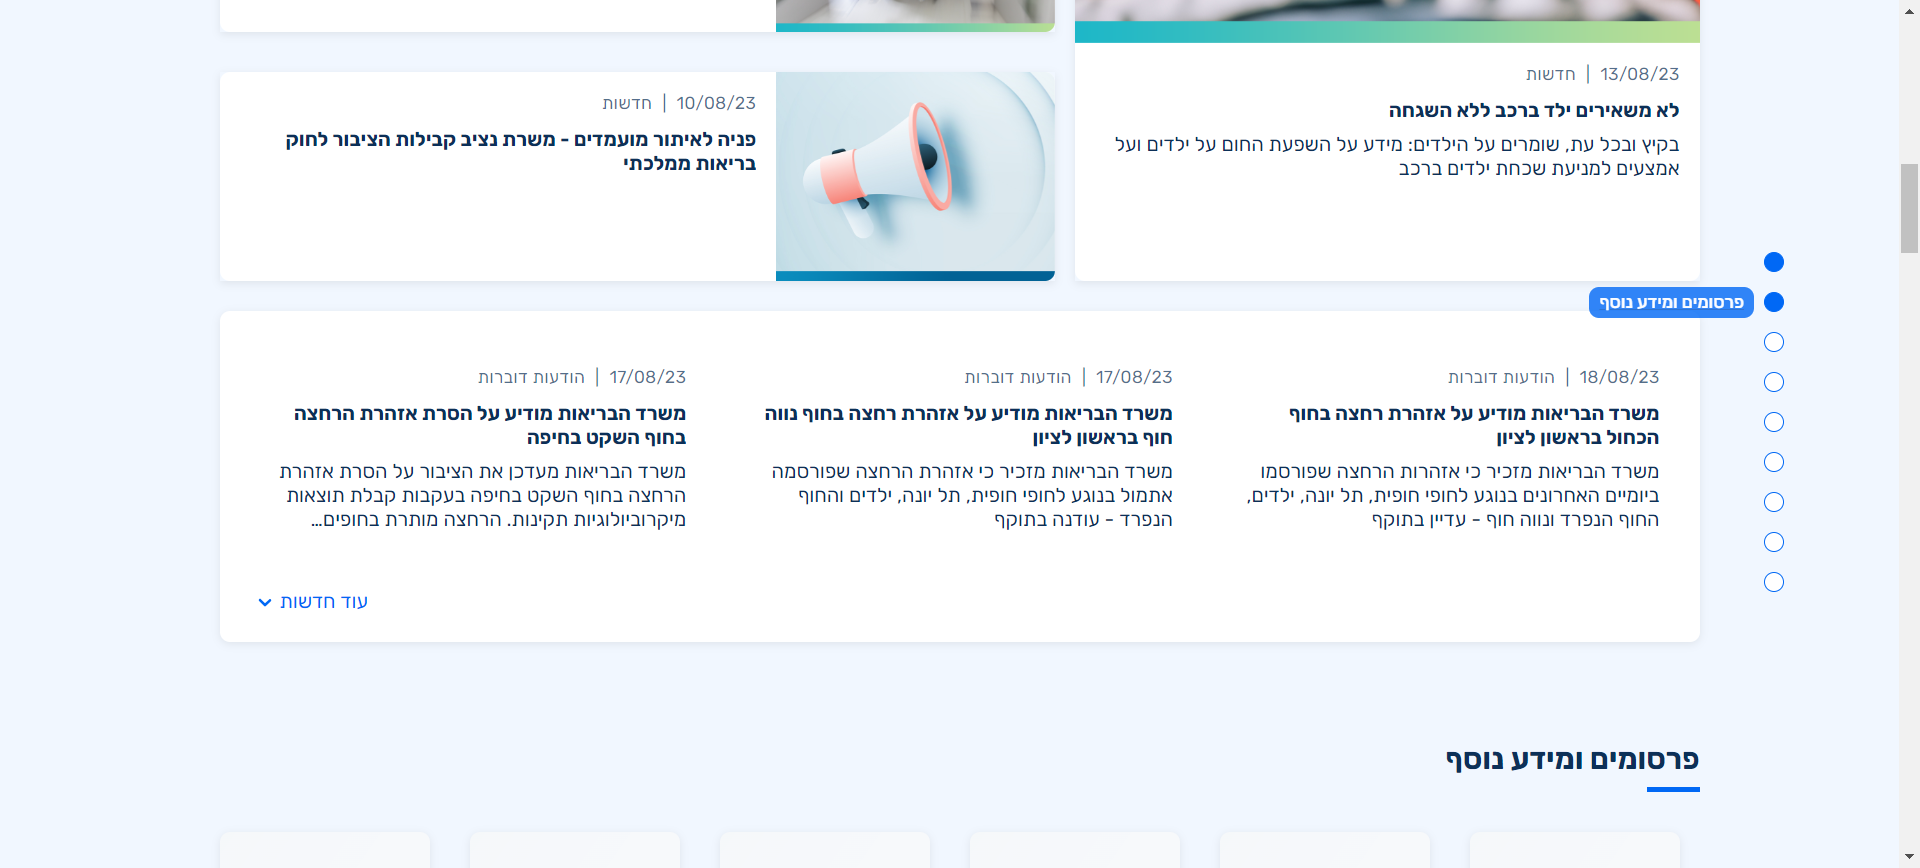 13/08/23 | חדשות
לא משאירים ילד ברכב ללא השגחה
בקיץ ובכל עת, שומרים על הילדים: מידע על השפעת החום על ילדים ועל
אמצעים למניעת שכחת ילדים ברכב
10/08/23 | חדשות
פניה לאיתור מועמדים - משרת נציב קבילות הציבור לחוק
בריאות ממלכתי
פרסומים ומידע נוסף
18/08/23 | הודעות דוברות
משרד הבריאות מודיע על אזהרת רחצה בחוף
הכחול בראשון לציון
משרד הבריאות מזכיר כי אזהרות הרחצה שפורסמו
ביומיים האחרונים בנוגע לחופי חופית, תל יונה, ילדים,
החוף הנפרד ונווה חוף - עדיין בתוקף
17/08/23 | הודעות דוברות
משרד הבריאות מודיע על אזהרת רחצה בחוף נווה
חוף בראשון לציון
משרד הבריאות מזכיר כי אזהרת הרחצה שפורסמה
אתמול בנוגע לחופי חופית, תל יונה, ילדים והחוף
הנפרד - עודנה בתוקף
17/08/23 | הודעות דוברות
משרד הבריאות מודיע על הסרת אזהרת הרחצה
בחוף השקט בחיפה
משרד הבריאות מעדכן את הציבור על הסרת אזהרת
הרחצה בחוף השקט בחיפה בעקבות קבלת תוצאות
מיקרוביולוגיות תקינות. הרחצה מותרת בחופים...
עוד חדשות
פרסומים ומידע נוסף